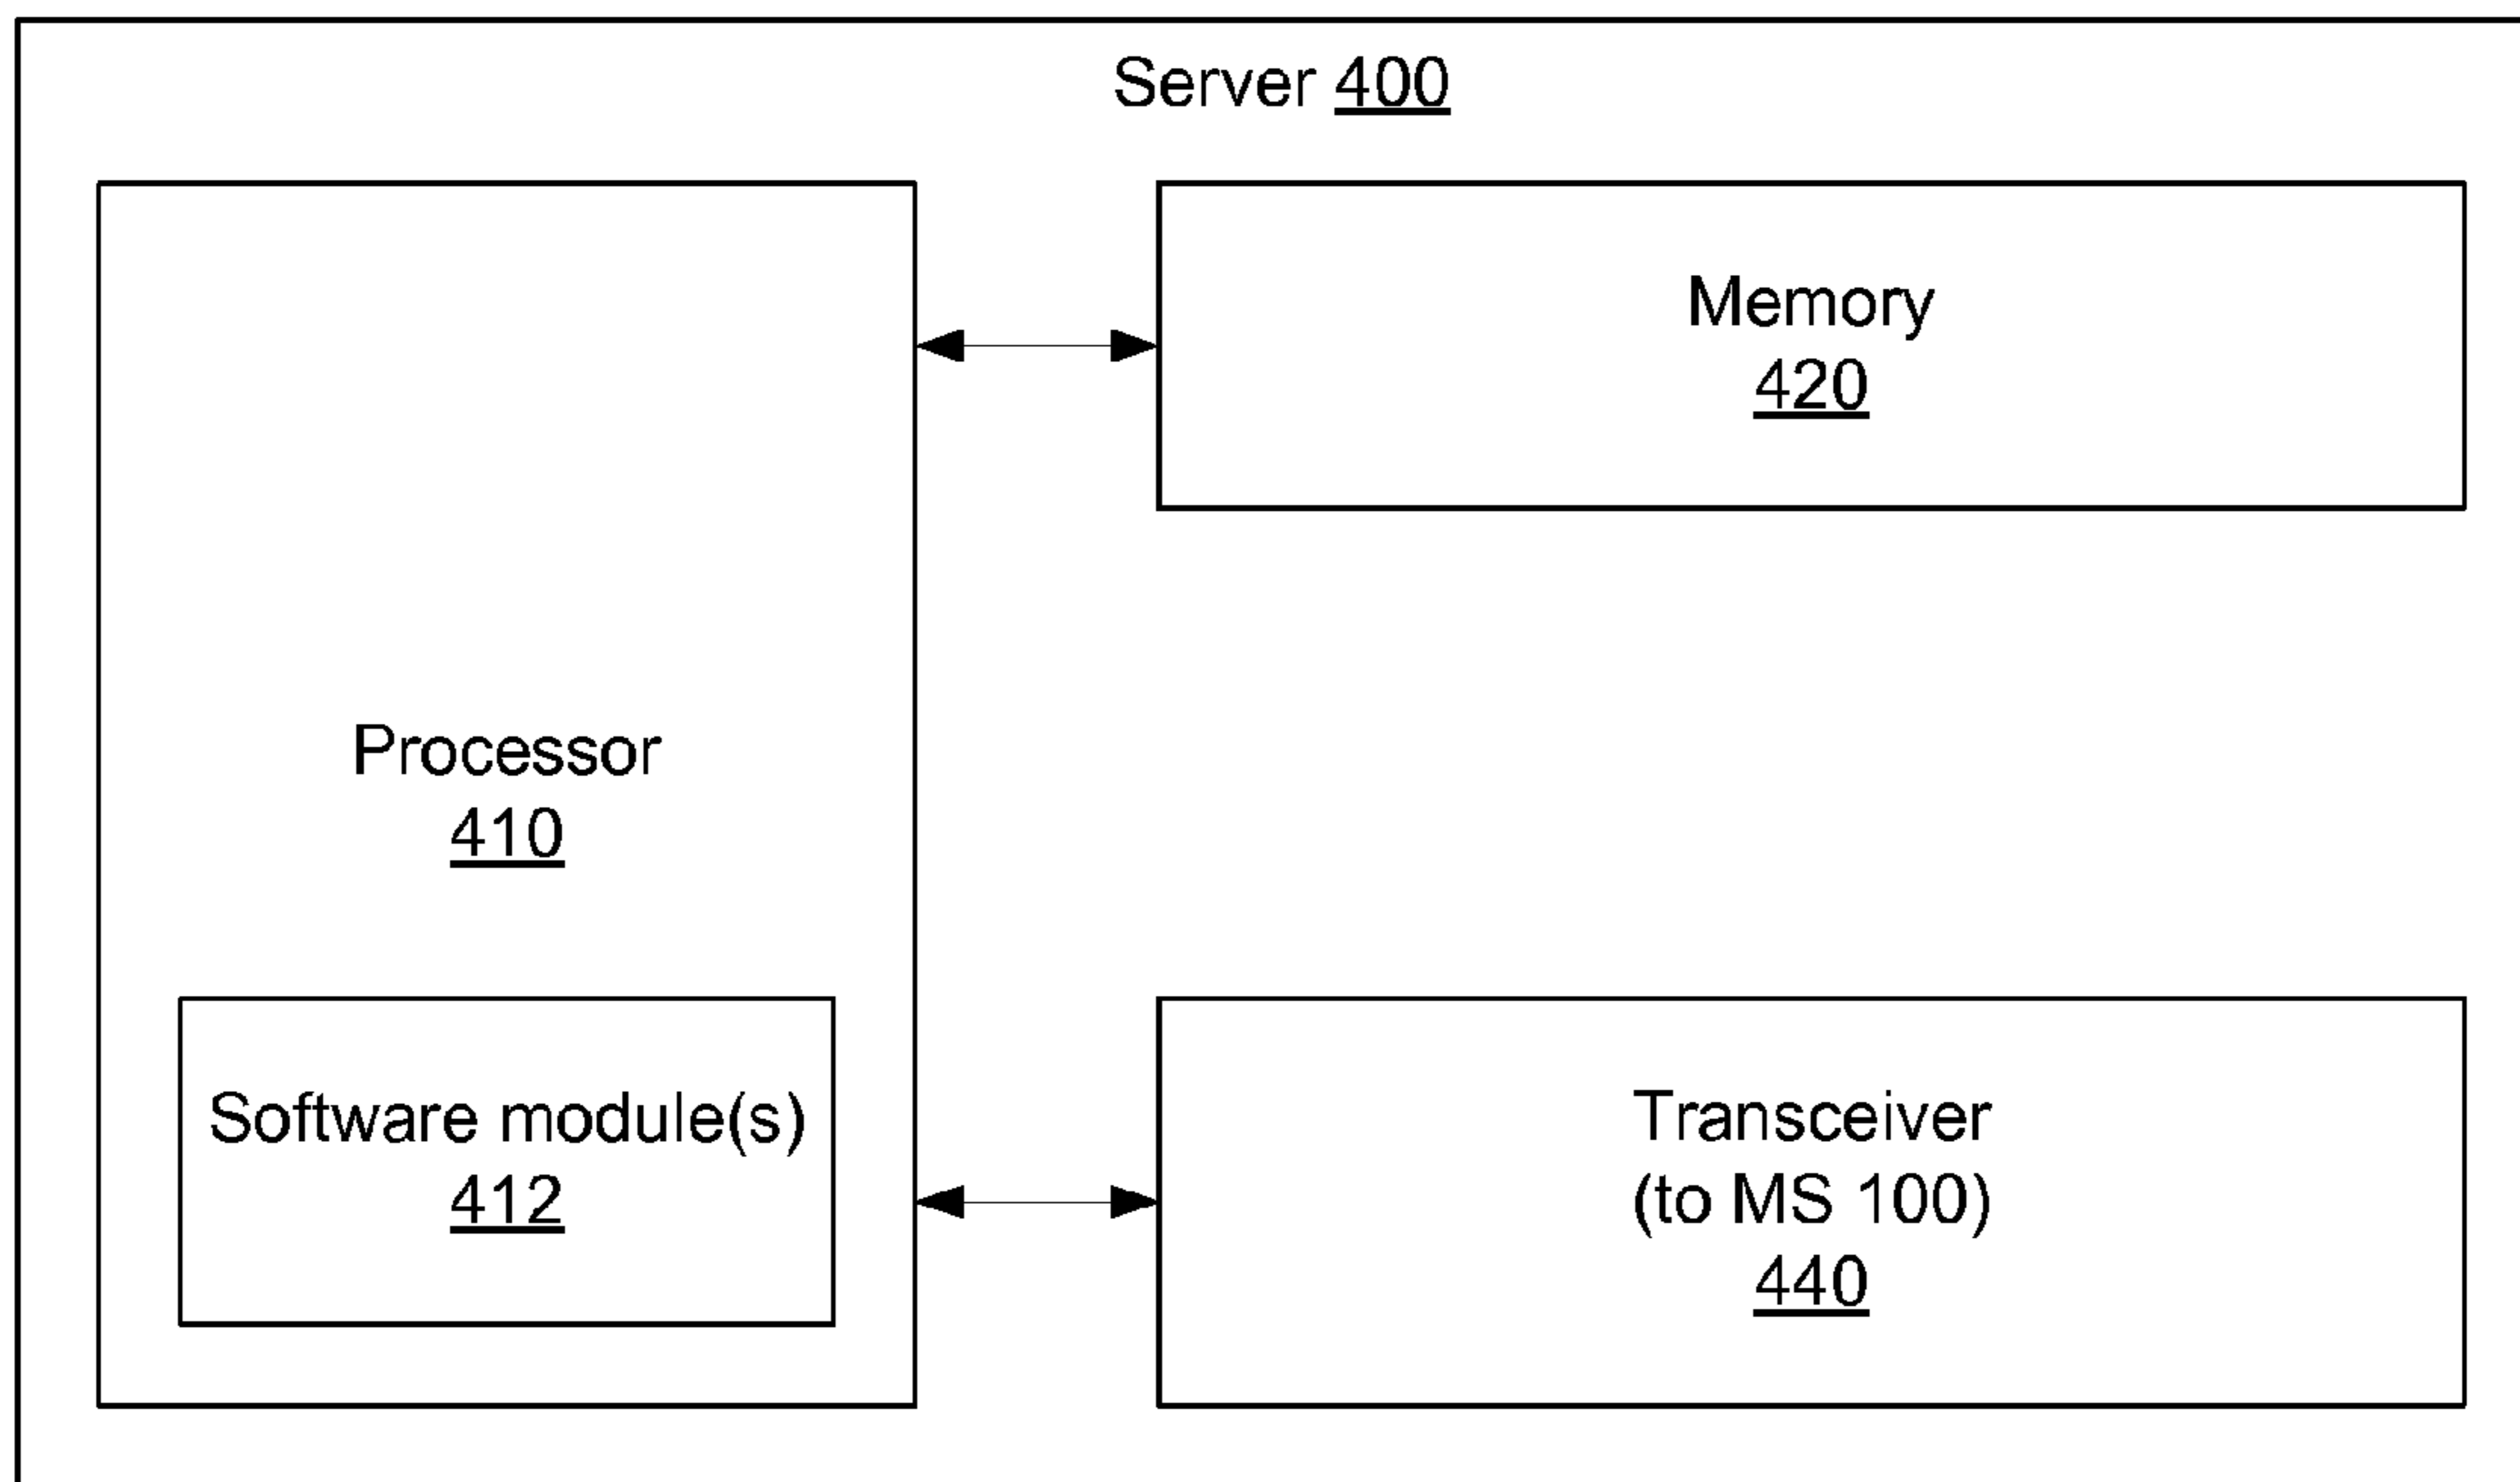 Server 400
Memory
420
Processor
410
Software module(s)
412
Transceiver
(to MS 100)
440